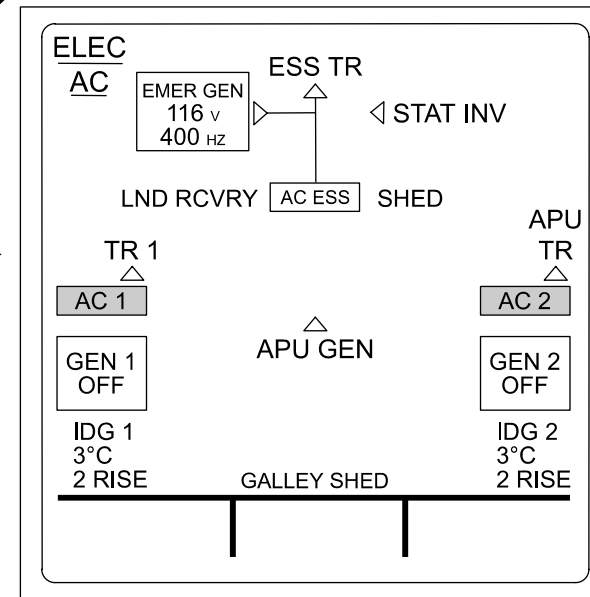 ELEC
AC
ESS TR
EMER GEN
116 V
400 HZ
STAT INV
LND RCVRY
AC ESS
SHED
TR 1
APU
TR
AC 1
AC 2
APU GEN
GEN 1
OFF
GEN 2
OFF
IDG 1
3°C
2 RISE
GALLEY SHED
IDG 2
3°C
2 RISE